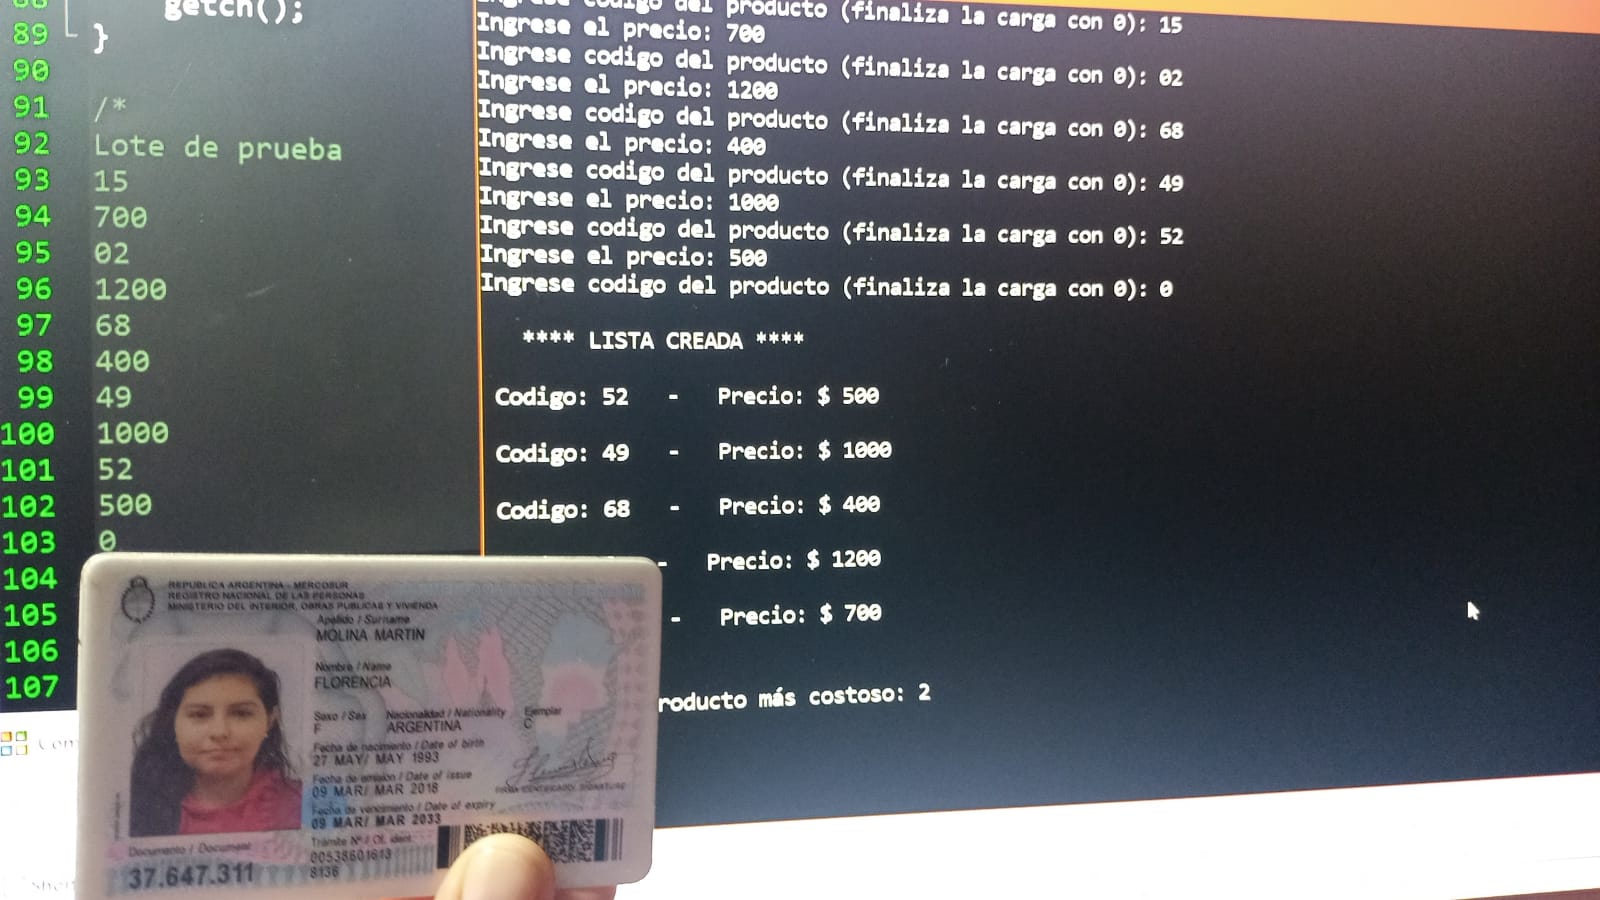 89 }
90
91 /*
92 Lote de prueba
93 15
94 700
95 02
96 1200
97 68
98 400
99 49
100 1000
101 52
102 500
103 0
104
105
106
107
getch();
codigo del producto (finaliza la carga con 0): 15
Ingrese el precio: 700
Ingrese codigo del producto (finaliza la carga con 0): 02
Ingrese el precio: 1200
Ingrese codigo del producto (finaliza la carga con 0): 68
Ingrese el precio: 400
Ingrese codigo del producto (finaliza la carga con 0): 49
Ingrese el precio: 1000
Ingrese codigo del producto (finaliza la carga con 0): 52
Ingrese el precio: 500
Ingrese codigo del producto (finaliza la carga con 0): 0
**** LISTA CREADA ****
Codigo: 52 - Precio: $ 500
Codigo: 49 - Precio: $ 1000
Codigo: 68 - Precio: $ 400
- Precio: $ 1200
- Precio: $ 700
roducto más costoso: 2
REPUBLICA ARGENTINA - MERCOSUR
REGISTRO NACIONAL DE LAS PERSONAS
MINISTERIO DEL INTERIOR, OBRAS PUBLICAS Y VIVIENDA
Apellido / Surname
MOLINA MARTIN
Nombre / Name
FLORENCIA
Sexo / Sex Nacionalidad / Nationality Ejemplar
F ARGENTINA C
Fecha de nacimiento / Date of birth
27 MAY/ MAY 1993
Fecha de emisión / Date of issue
09 MAR/ MAR 2018
Fecha de vencimiento / Date of expiry
09 MAR/ MAR 2033
Trámite Nº / Of. ident.
00538601613
8136
FIRMA IDENTIFICADO/ SIGNATURE
Documento / Document
37.647.311